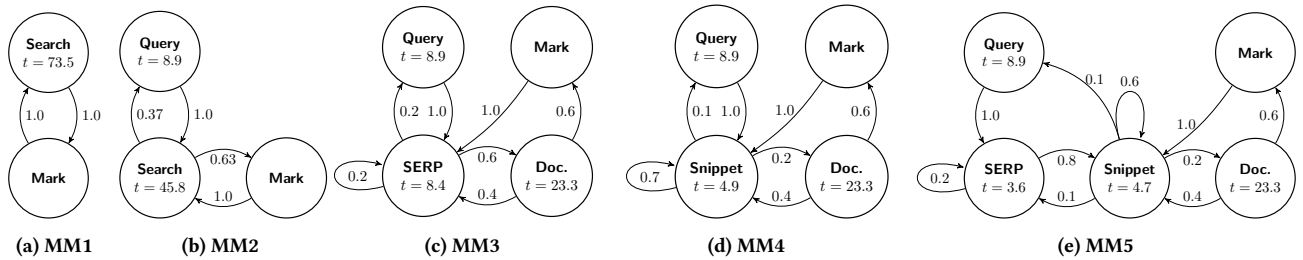 Search
t = 73.5
1.0
1.0
Mark
(a) MM1
Query
t = 8.9
0.37
1.0
Search
t = 45.8
0.63
1.0
Mark
(b) MM2
Query
t = 8.9
Mark
0.2
1.0
1.0
0.6
SERP
t = 8.4
0.2
0.6
0.4
Doc.
t = 23.3
(c) MM3
Query
t = 8.9
Mark
0.1
1.0
1.0
0.6
Snippet
t = 4.9
0.7
0.2
0.4
Doc.
t = 23.3
(d) MM4
Query
t = 8.9
Mark
0.1
0.6
1.0
1.0
0.6
SERP
t = 3.6
0.2
0.8
0.1
Snippet
t = 4.7
0.2
0.4
Doc.
t = 23.3
(e) MM5